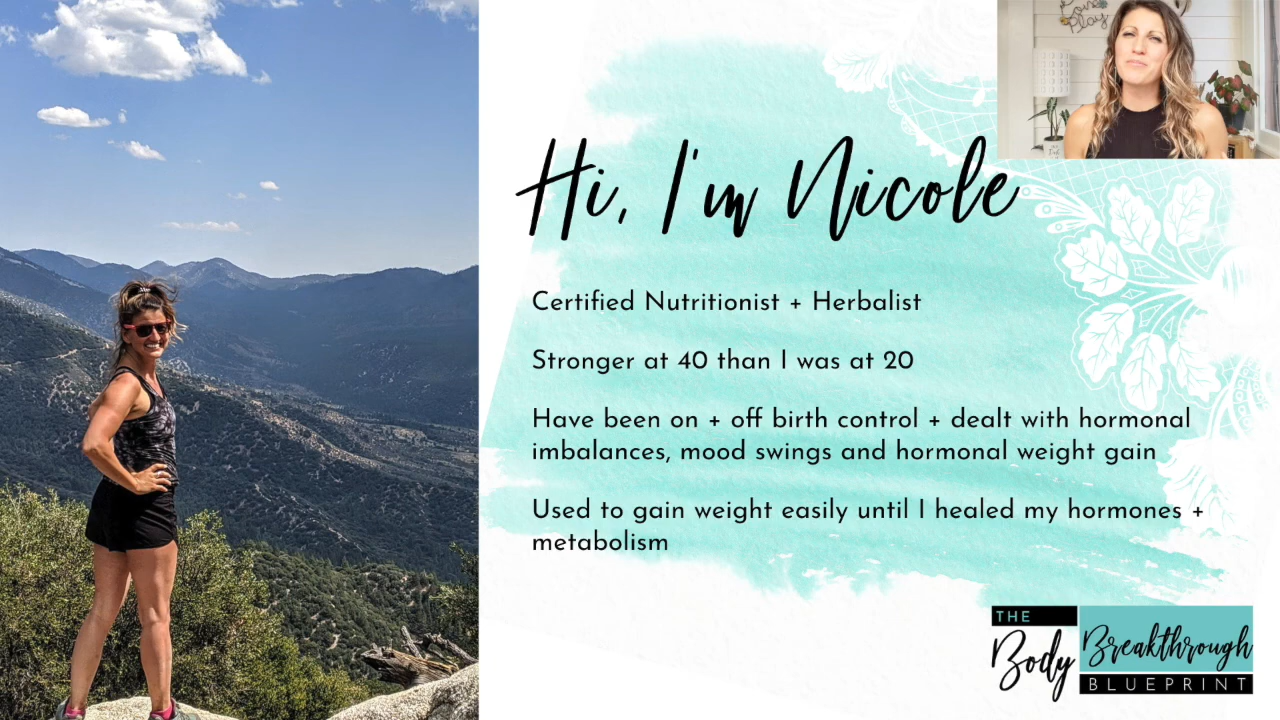 Hi, I'm Nicole
Certified Nutritionist + Herbalist
Stronger at 40 than I was at 20
Have been on + off birth control + dealt with hormonal
imbalances, mood swings and hormonal weight gain
Used to gain weight easily until I healed my hormones +
metabolism
THE
Body Breakthrough
BLUEPRINT